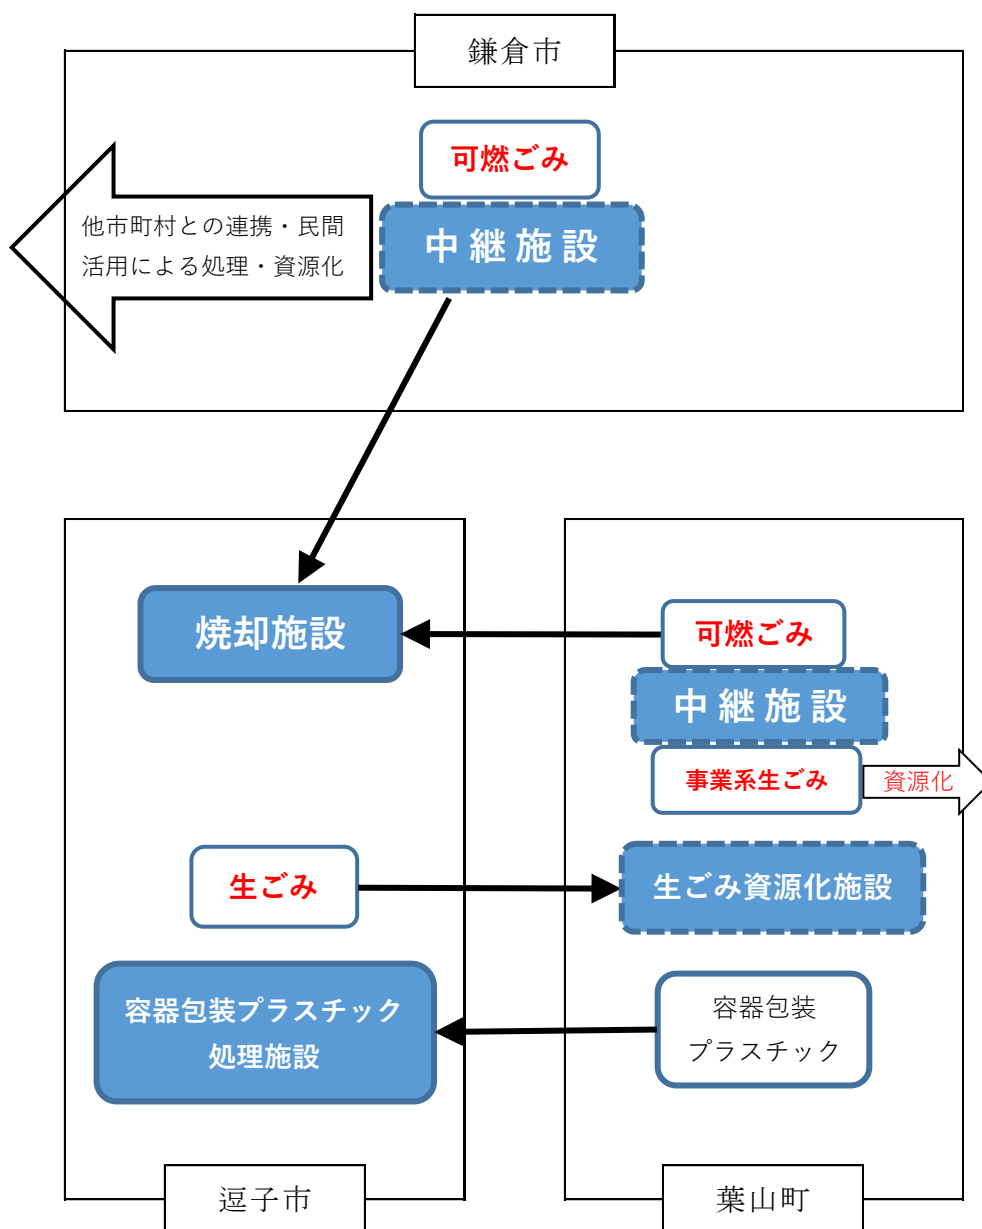 鎌倉市
可燃ごみ
中継施設
他市町村との連携・民間
活用による処理・資源化
焼却施設
可燃ごみ
中継施設
事業系生ごみ
資源化
生ごみ
生ごみ資源化施設
容器包装プラスチック
処理施設
容器包装
プラスチック
逗子市
葉山町